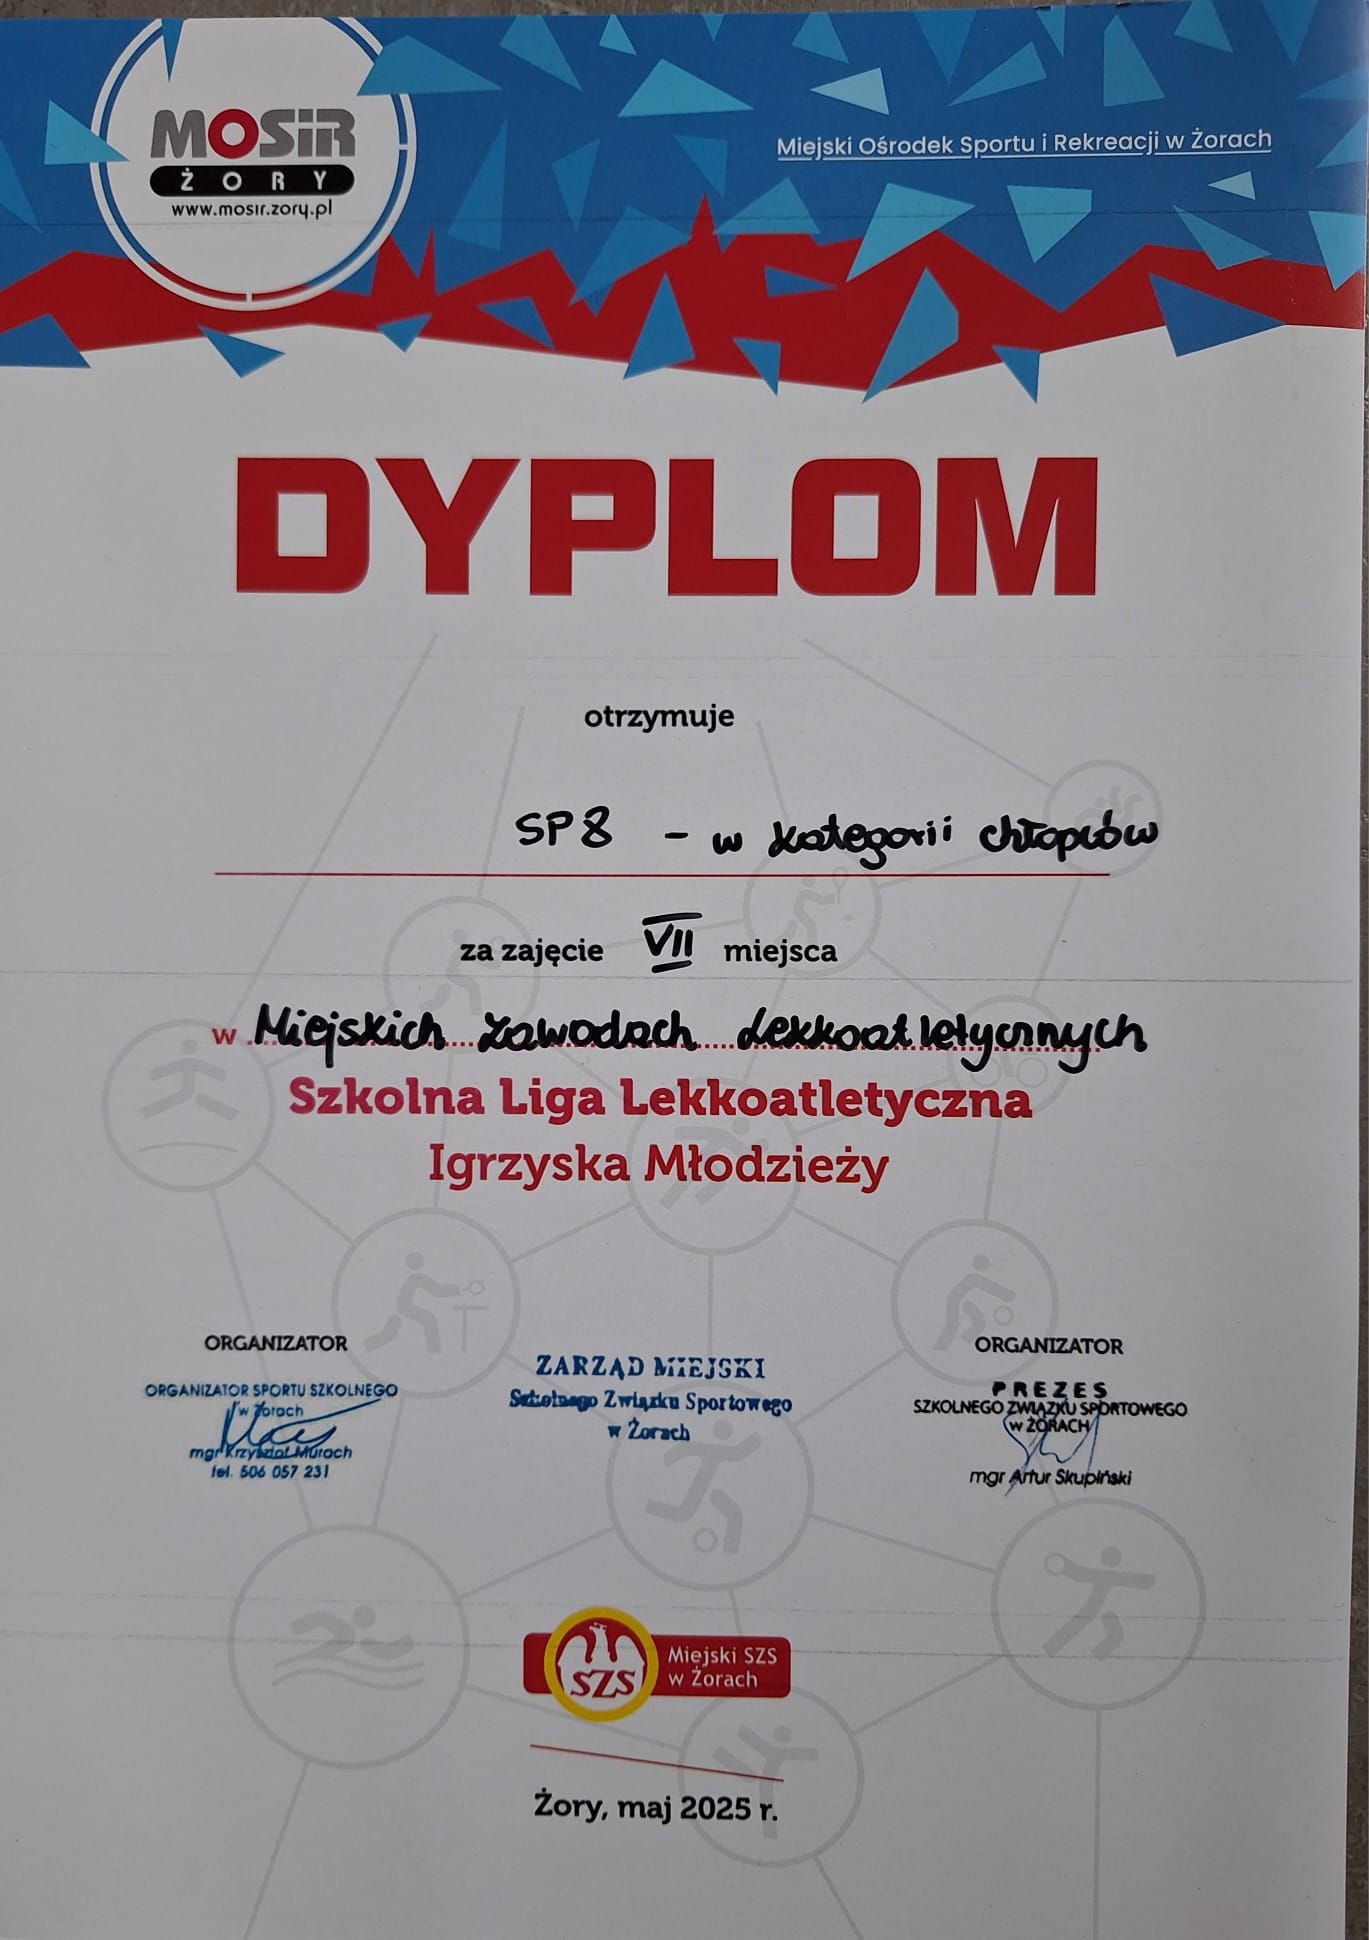 MOSiR
ŻORY
www.mosir.zory.pl
Miejski Ośrodek Sportu i Rekreacji w Żorach
DYPLOM
otrzymuje
SP8 - w kategorii chłopców
za zajęcie VII miejsca
w Miejskich zawodach Lekkoatletycznych
Szkolna Liga Lekkoatletyczna
Igrzyska Młodzieży
ORGANIZATOR
ORGANIZATOR SPORTU SZKOLNEGO
w Żorach
mgr Krzysztof Murach
tel. 506 057 231
ZARZĄD MIEJSKI
Szkolnego Związku Sportowego
w Żorach
ORGANIZATOR
PREZES
SZKOLNEGO ZWIĄZKU SPORTOWEGO
w ŻORACH
mgr Artur Skupiński
SZS
Miejski SZS
w Żorach
Żory, maj 2025 r.